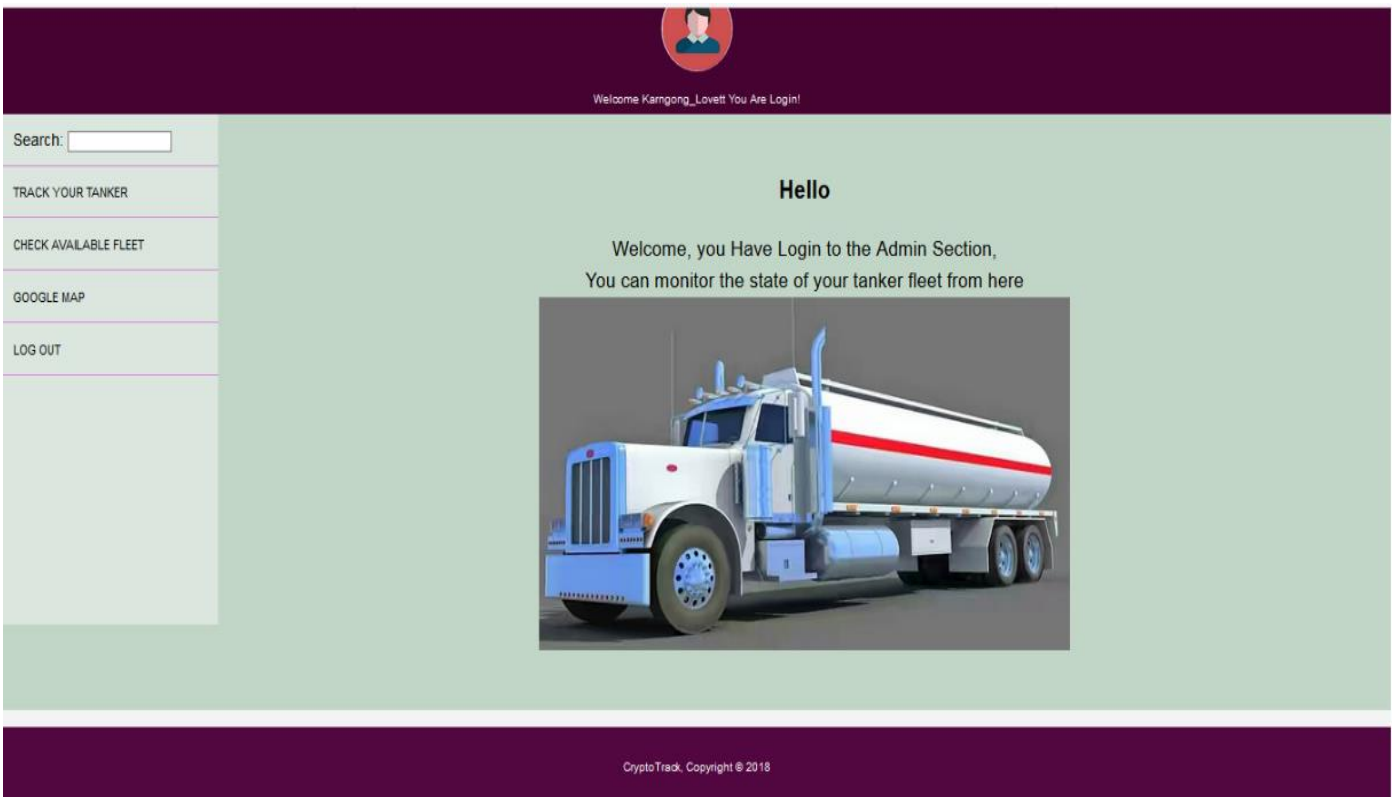 Welcome Karngong_Lovett You Are Login!
Search:
TRACK YOUR TANKER
CHECK AVAILABLE FLEET
GOOGLE MAP
LOG OUT
Hello
Welcome, you Have Login to the Admin Section,
You can monitor the state of your tanker fleet from here
CryptoTrack, Copyright © 2018